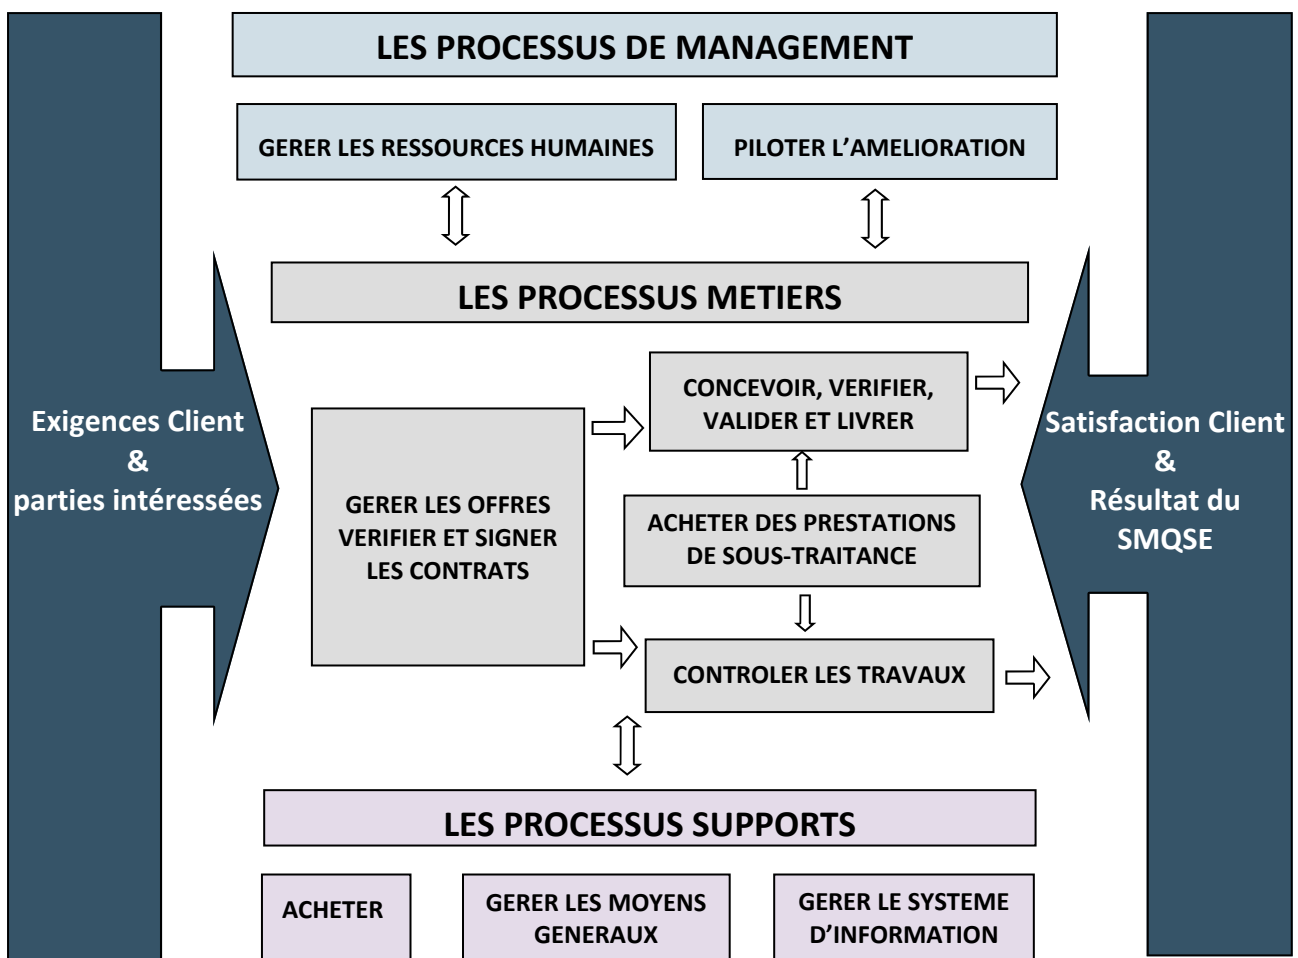 LES PROCESSUS DE MANAGEMENT
GERER LES RESSOURCES HUMAINES
PILOTER L’AMELIORATION
LES PROCESSUS METIERS
Exigences Client
&
parties intéressées
GERER LES OFFRES
VERIFIER ET SIGNER
LES CONTRATS
CONCEVOIR, VERIFIER,
VALIDER ET LIVRER
ACHETER DES PRESTATIONS
DE SOUS-TRAITANCE
CONTROLER LES TRAVAUX
Satisfaction Client
&
Résultat du
SMQSE
LES PROCESSUS SUPPORTS
ACHETER
GERER LES MOYENS
GENERAUX
GERER LE SYSTEME
D’INFORMATION